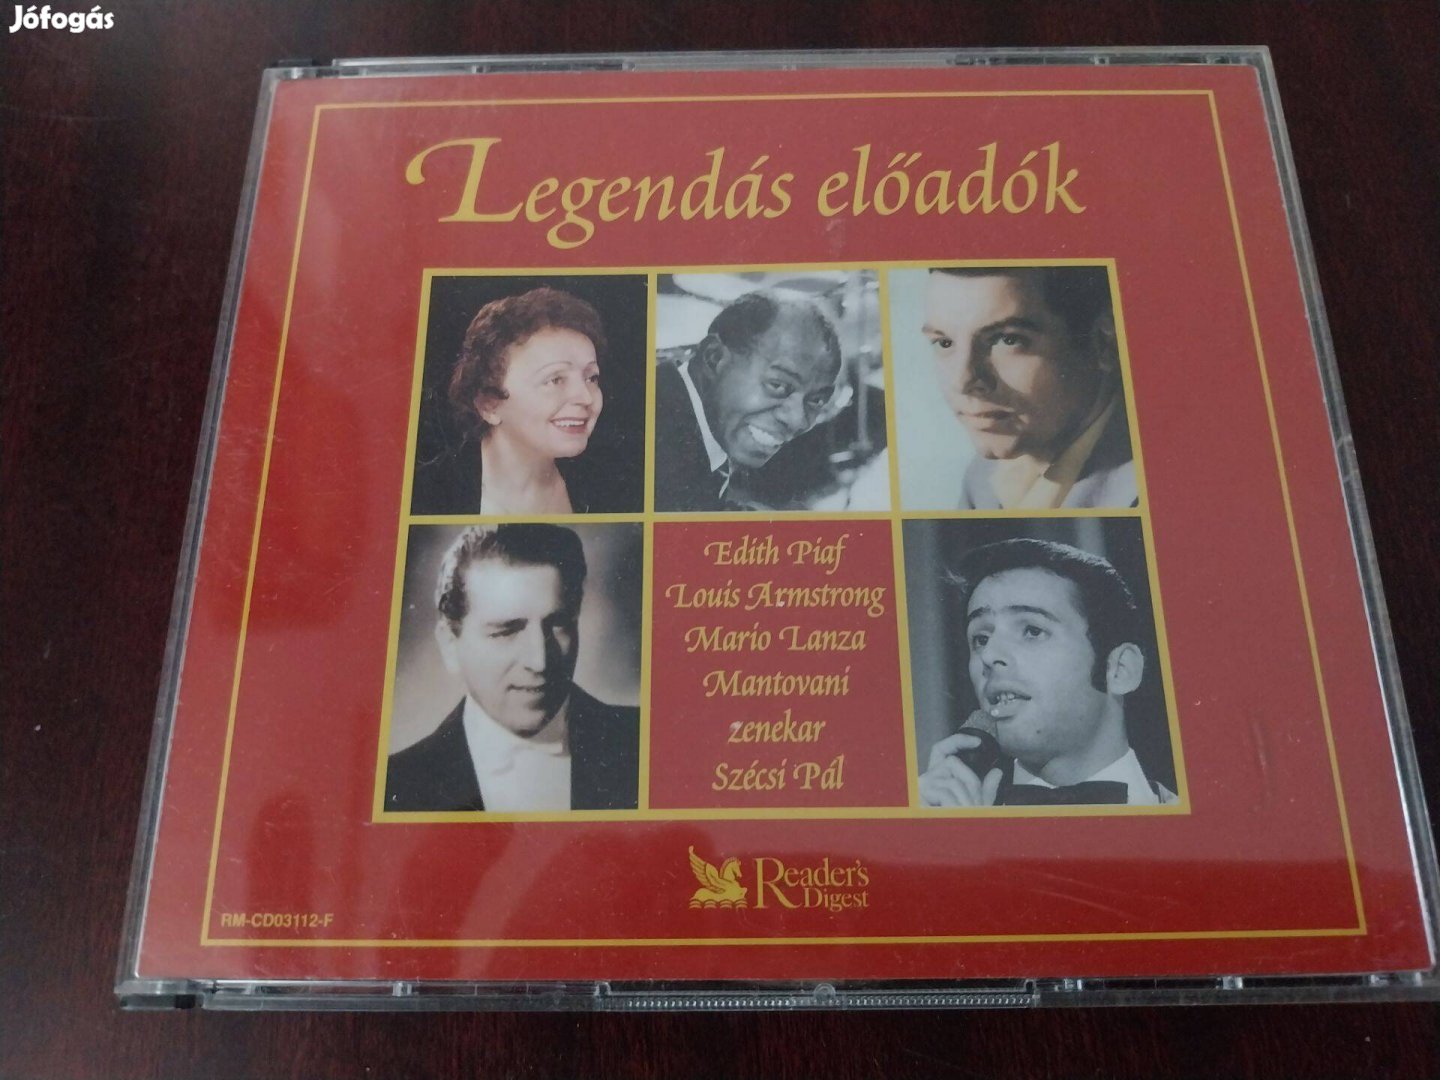 Jófogás
Legendás előadók
Edith Piaf
Louis Armstrong
Mario Lanza
Mantovani
zenekar
Szécsi Pál
Reader's
Digest
RM-CD03112-F